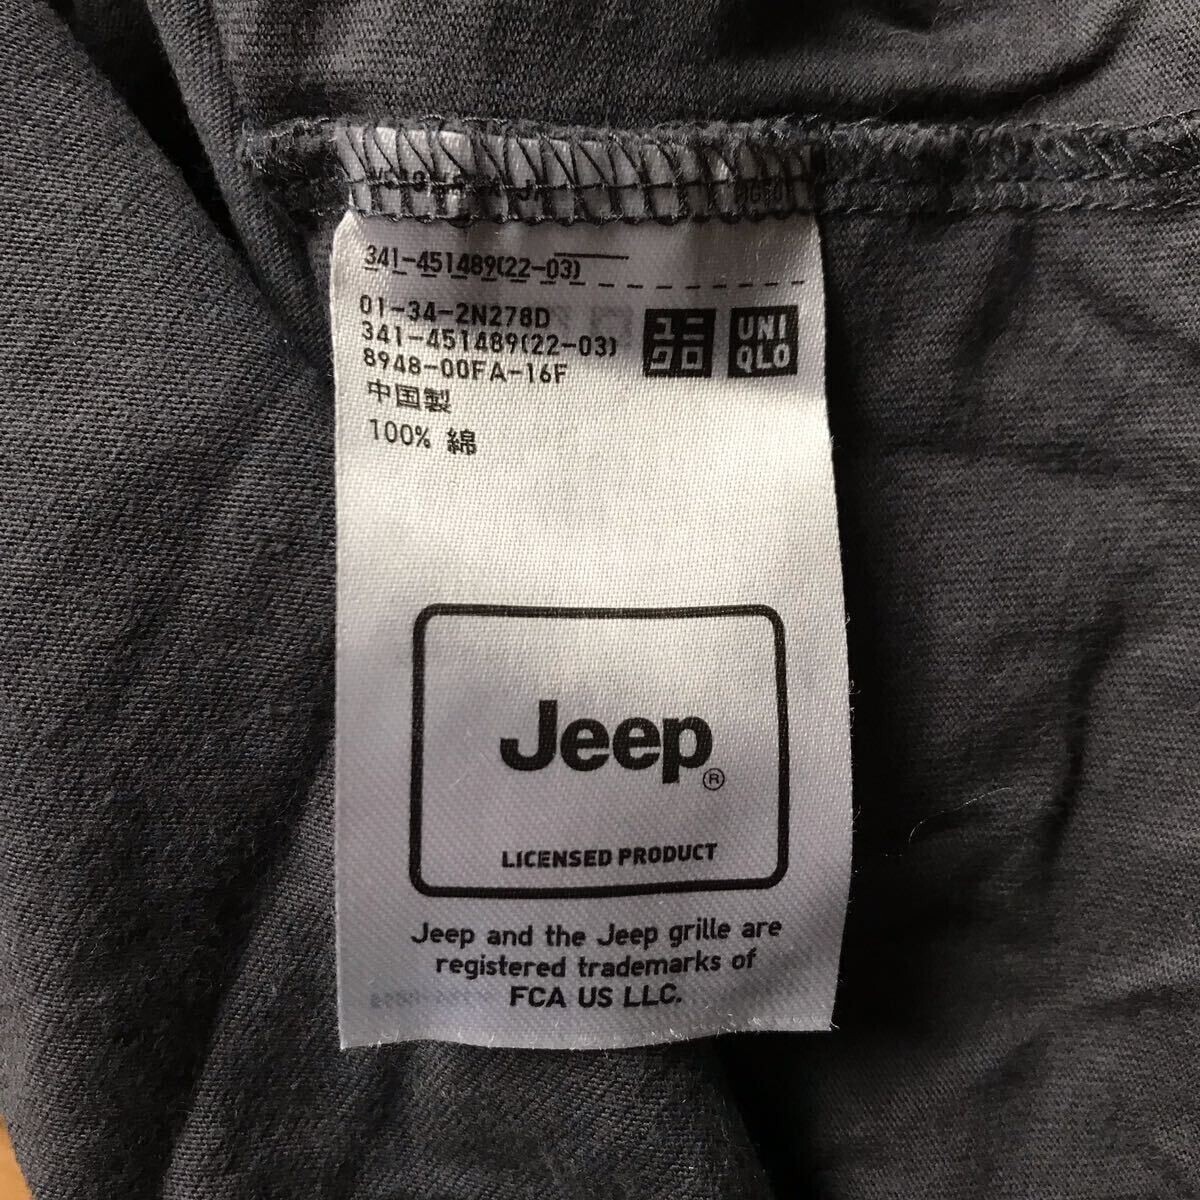 341-451489(22-03)
01-34-2N278D
341-451489(22-03)
8948-00FA-16F
中国製
100% 綿
ユニ
クロ
UNI
QLO
Jeep®
LICENSED PRODUCT
Jeep and the Jeep grille are
registered trademarks of
FCA US LLC.